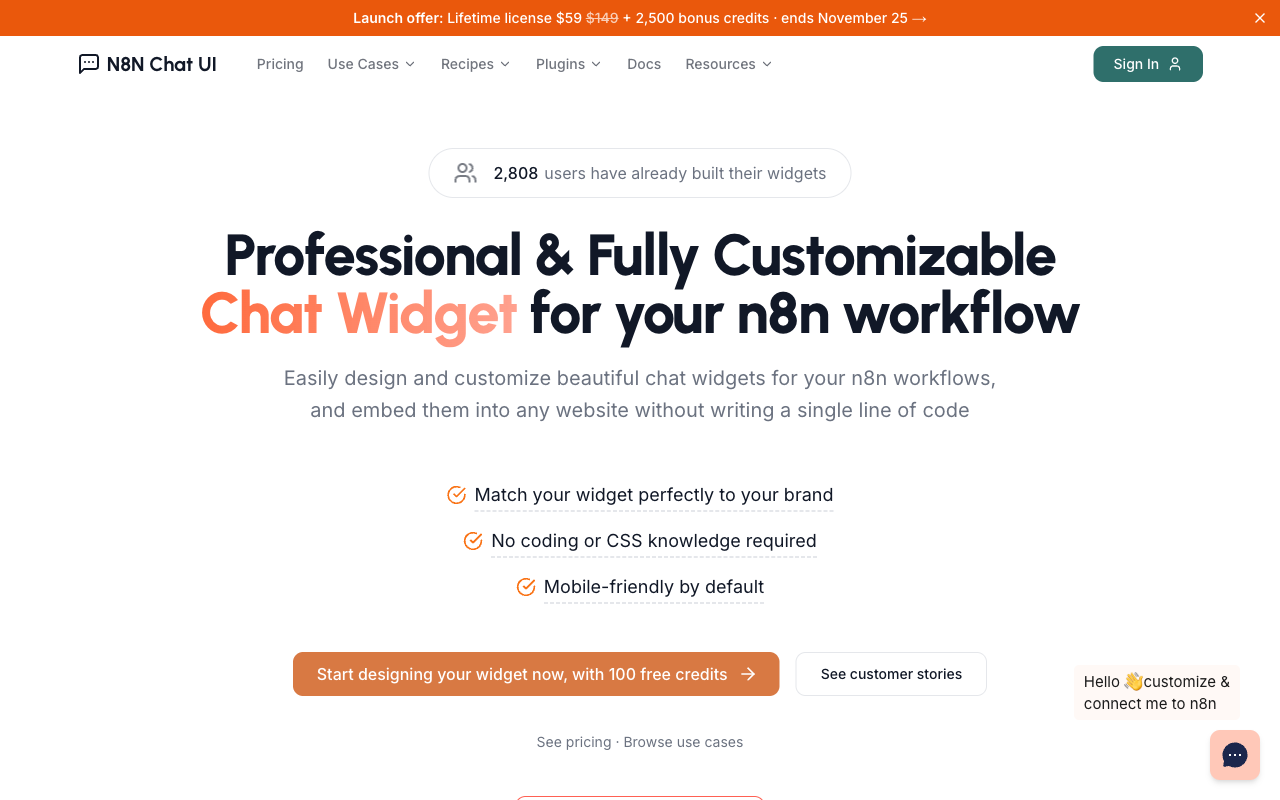 Launch offer: Lifetime license $59 $149 + 2,500 bonus credits · ends November 25 →
N8N Chat UI
Pricing
Use Cases
Recipes
Plugins
Docs
Resources
Sign In
2,808 users have already built their widgets
Professional & Fully Customizable
Chat Widget for your n8n workflow
Easily design and customize beautiful chat widgets for your n8n workflows,
and embed them into any website without writing a single line of code
Match your widget perfectly to your brand
No coding or CSS knowledge required
Mobile-friendly by default
Start designing your widget now, with 100 free credits
See customer stories
Hello 👋customize &
connect me to n8n
See pricing · Browse use cases